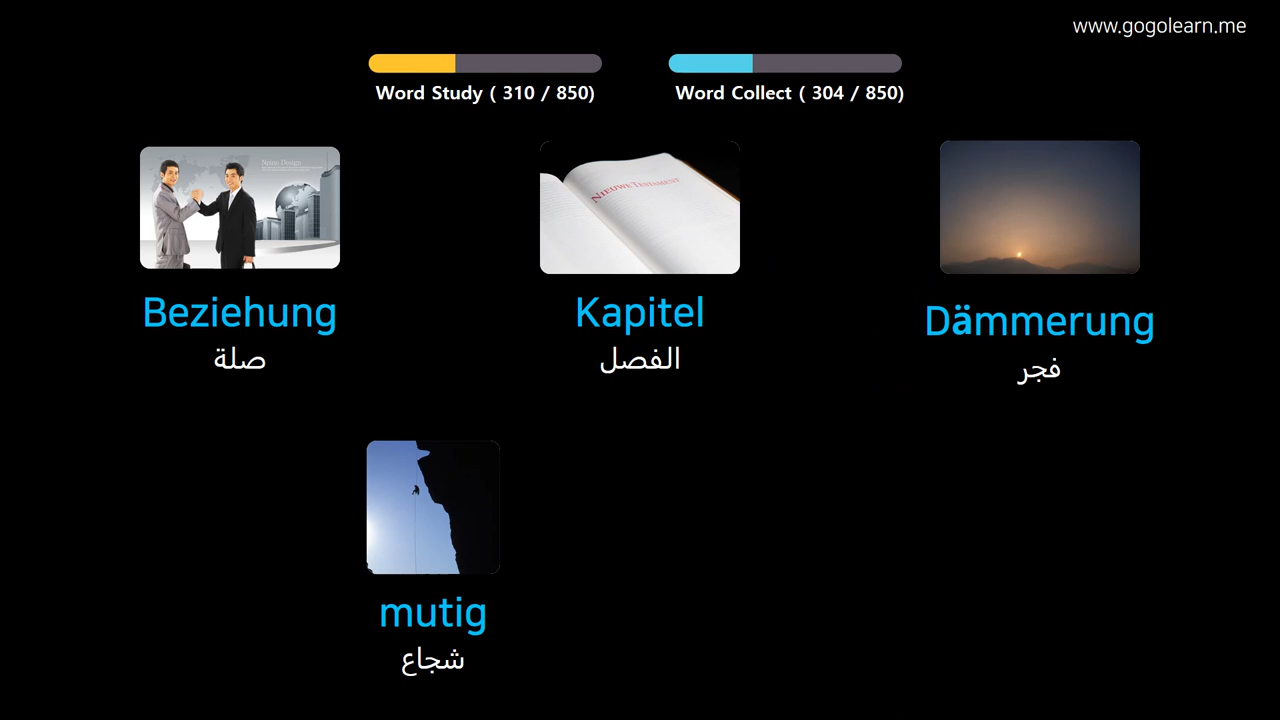 www.gogolearn.me
Word Study ( 310 / 850)
Word Collect ( 304 / 850)
NIEUWE TESTAMENT
Beziehung
صلة
Kapitel
الفصل
Dämmerung
فجر
mutig
شجاع